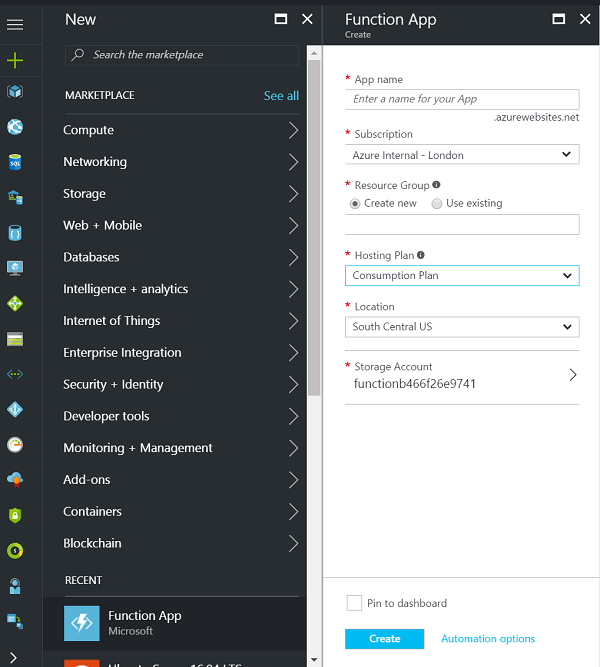 New
Search the marketplace
MARKETPLACE
See all
Compute
Networking
Storage
Web + Mobile
Databases
Intelligence + analytics
Internet of Things
Enterprise Integration
Security + Identity
Developer tools
Monitoring + Management
Add-ons
Containers
Blockchain
RECENT
Function App
Microsoft
Function App
Create
* App name
Enter a name for your App
.azurewebsites.net
* Subscription
Azure Internal - London
* Resource Group
Create new
Use existing
* Hosting Plan
Consumption Plan
* Location
South Central US
* Storage Account
functionb466f26e9741
Pin to dashboard
Create
Automation options